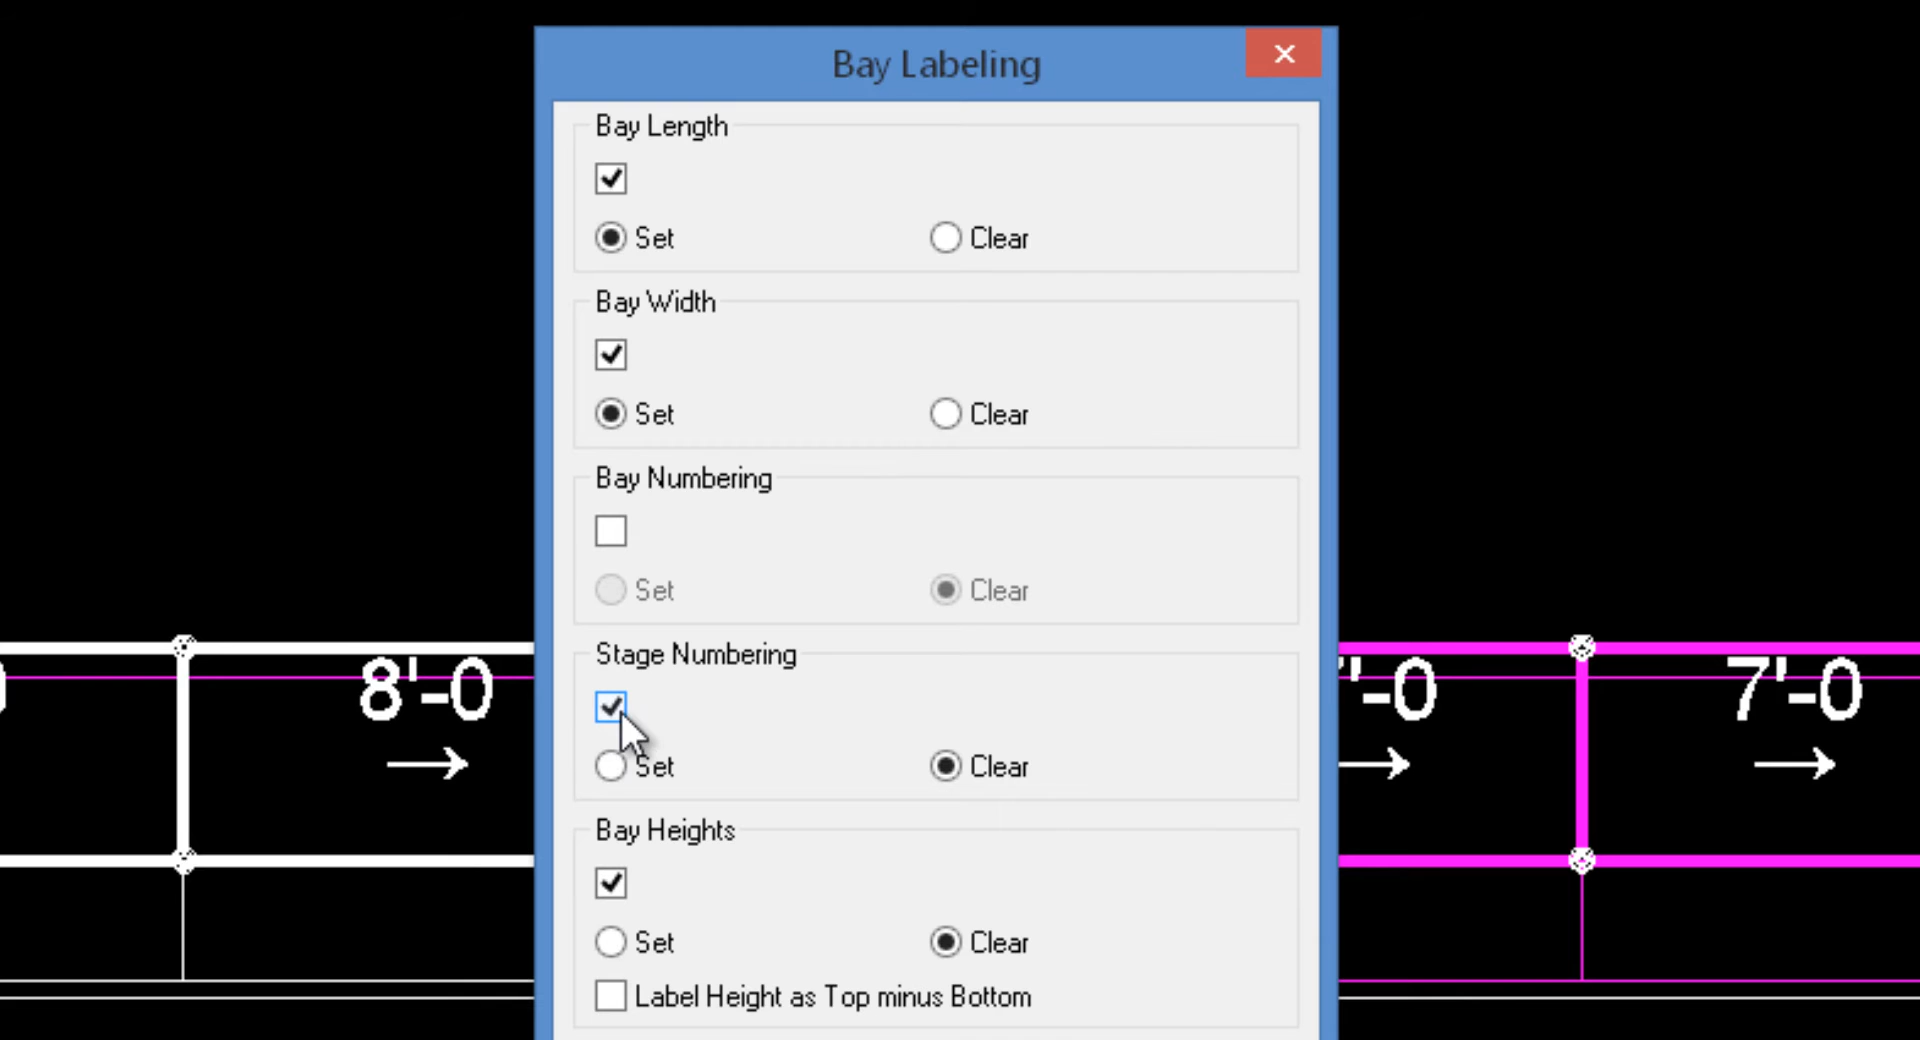 Bay Labeling
Bay Length
Set Clear
Bay Width
Set Clear
Bay Numbering
Set Clear
Stage Numbering
8'-0
'-0
7'-0
Set Clear
Bay Heights
Set Clear
Label Height as Top minus Bottom